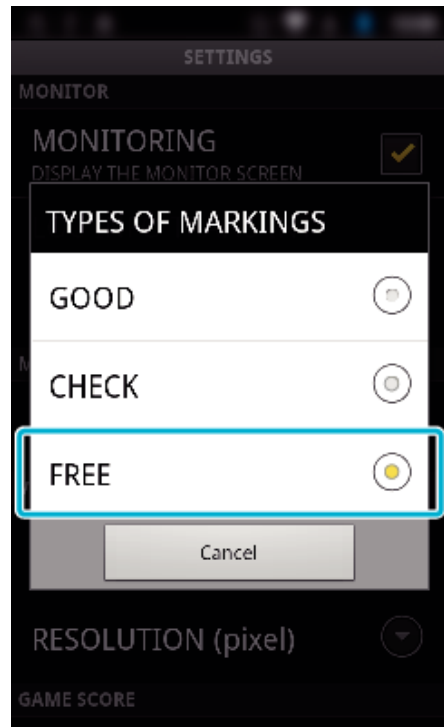 SETTINGS
MONITOR
MONITORING
DISPLAY THE MONITOR SCREEN
TYPES OF MARKINGS
GOOD
CHECK
FREE
Cancel
RESOLUTION (pixel)
GAME SCORE